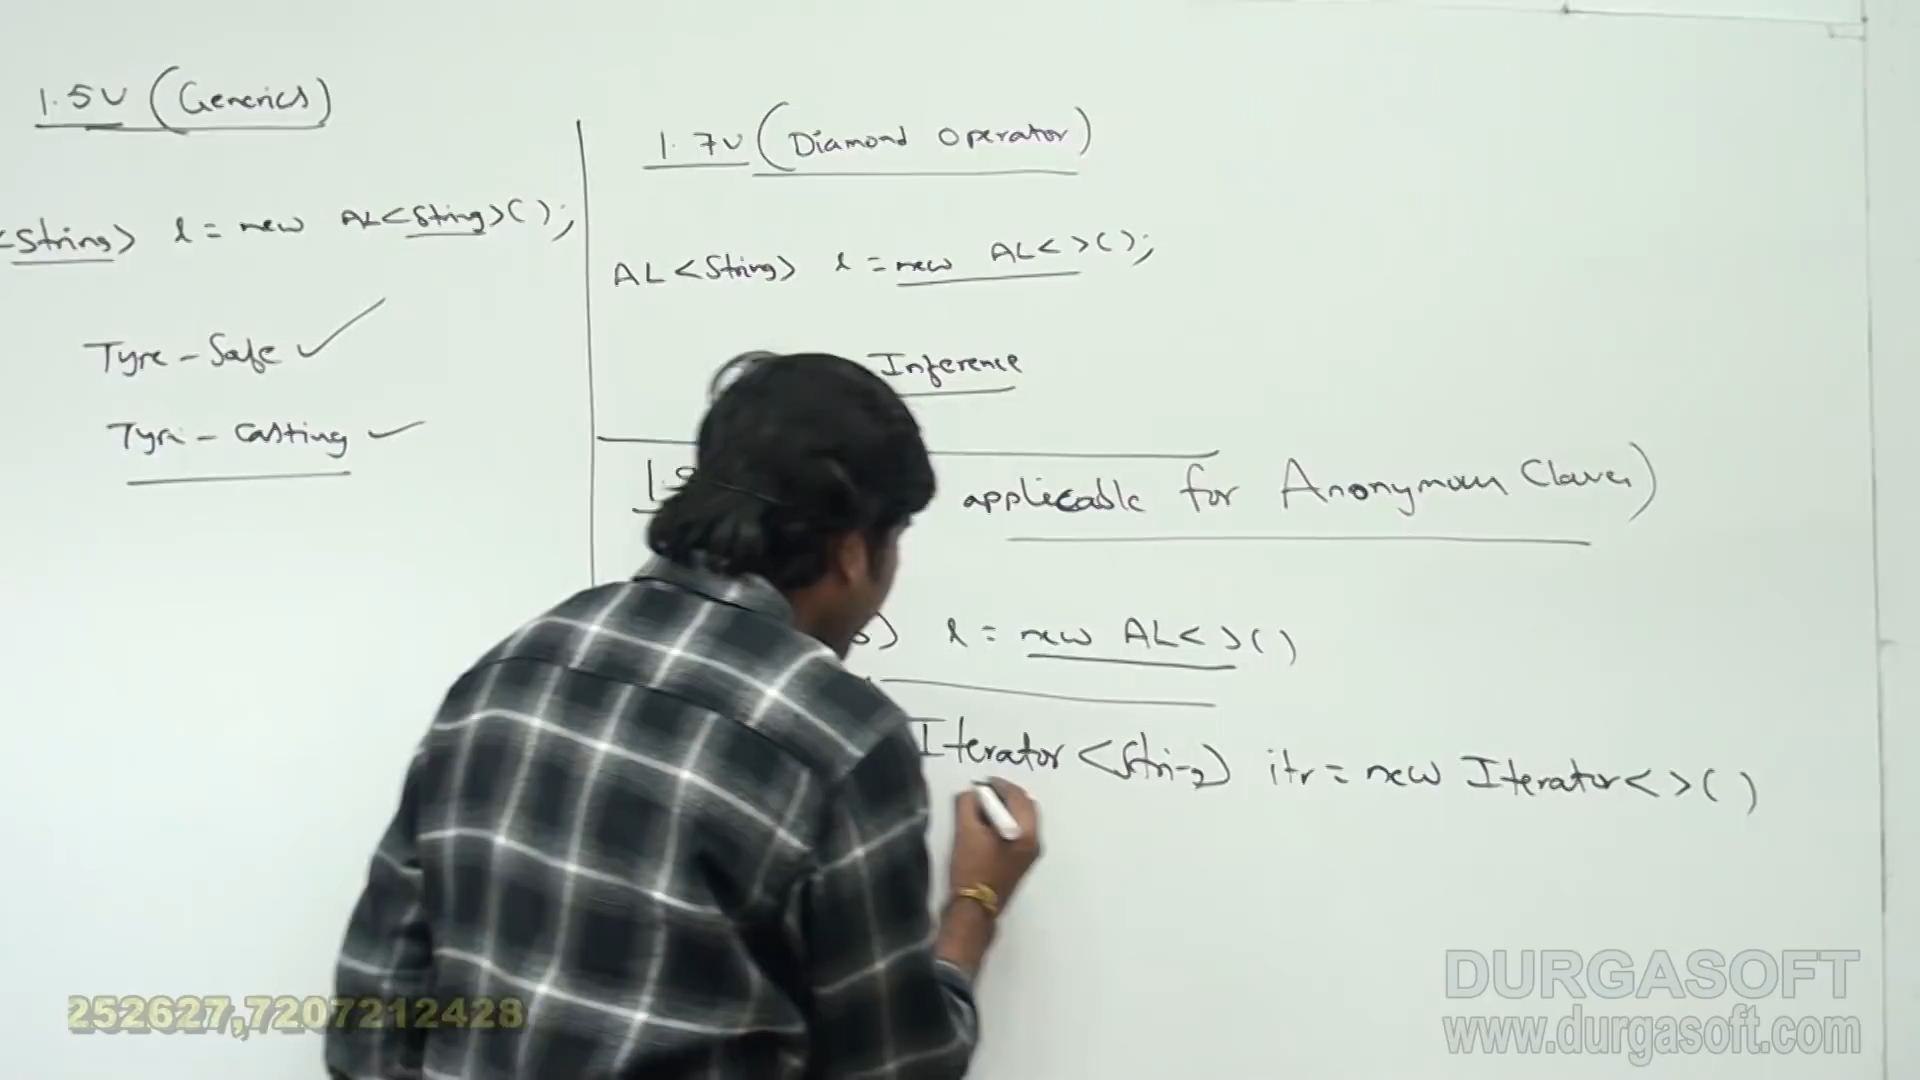 1.5V (Generics)
<String> l = new AL<String>();
Type - Safe
Type - Casting
1.7V (Diamond Operator)
AL<String> l = new AL<>();
Inference
applicable for Anonymous Classes)
l = new AL<>()
Iterator<String> itr = new Iterator<>()
252627,7207212428
DURGASOFT
www.durgasoft.com